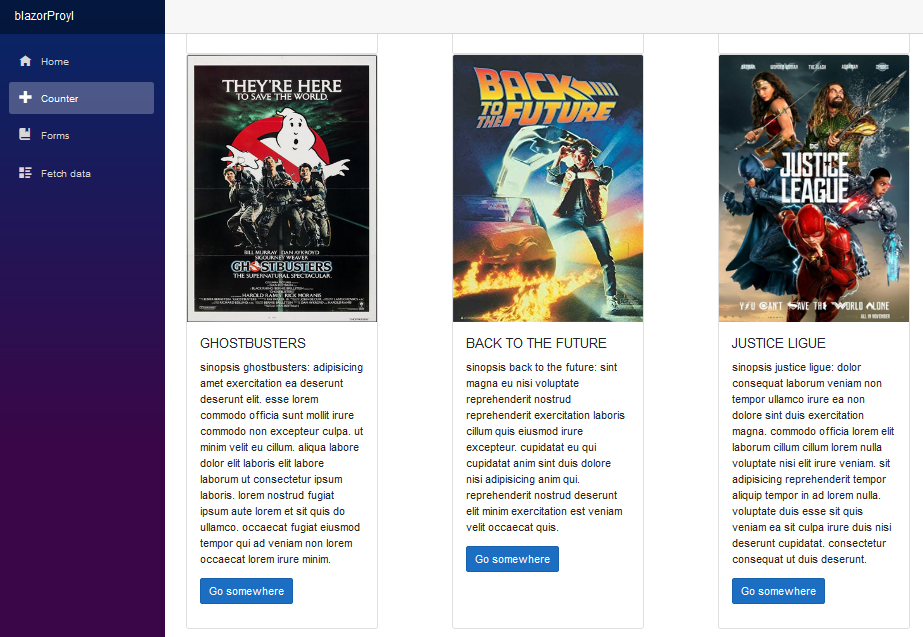 blazorProyI
Home
Counter
Forms
Fetch data
THEY'RE HERE
TO SAVE THE WORLD.
BILL MURRAY DAN AYKROYD
SIGOURNEY WEAVER
GHOSTBUSTERS
THE SUPERNATURAL SPECTACULAR.
HAROLD RAMIS RICK MORANIS
GHOSTBUSTERS
sinopsis ghostbusters: adipisicing
amet exercitation ea deserunt
deserunt elit. esse lorem
commodo officia sunt mollit irure
commodo non excepteur culpa. ut
minim velit eu cillum. aliqua labore
dolor elit laboris elit labore
laborum ut consectetur ipsum
laboris. lorem nostrud fugiat
ipsum aute lorem et sit quis do
ullamco. occaecat fugiat eiusmod
tempor qui ad veniam non lorem
occaecat lorem irure minim.
Go somewhere
BACK
TO
THE FUTURE
BACK TO THE FUTURE
sinopsis back to the future: sint
magna eu nisi voluptate
reprehenderit nostrud
reprehenderit exercitation laboris
cillum quis eiusmod irure
excepteur. cupidatat eu qui
cupidatat anim sint duis dolore
nisi adipisicing anim qui.
reprehenderit nostrud deserunt
elit minim exercitation est veniam
velit occaecat quis.
Go somewhere
BATMAN WONDER WOMAN THE FLASH AQUAMAN CYBORG
DC
JUSTICE
LEAGUE
YOU CAN'T SAVE THE WORLD ALONE
JUSTICE LIGUE
sinopsis justice ligue: dolor
consequat laborum veniam non
tempor ullamco irure ea non
dolore sint duis exercitation
magna. commodo officia lorem elit
laborum cillum cillum lorem nulla
voluptate nisi elit irure veniam. sit
adipisicing reprehenderit tempor
aliquip tempor in ad lorem nulla.
voluptate duis esse sit quis
veniam ea sit culpa irure duis nisi
deserunt cupidatat. consectetur
consequat ut duis deserunt.
Go somewhere